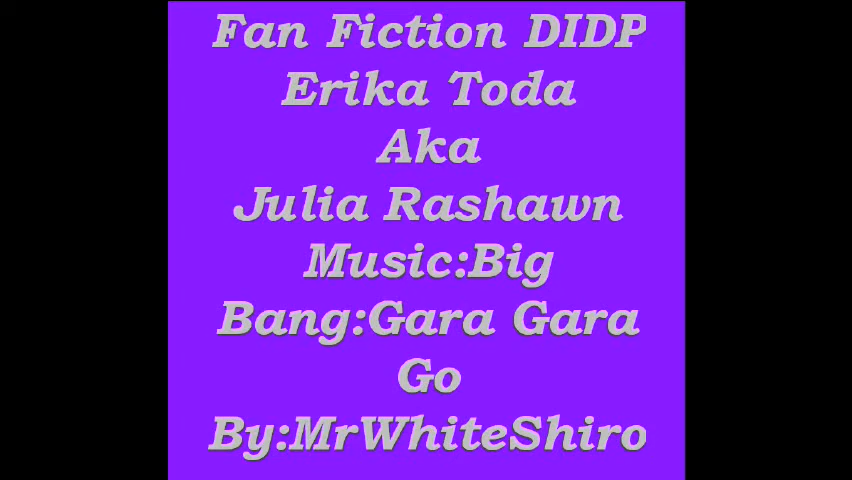 Fan Fiction DIDP
Erika Toda
Aka
Julia Rashawn
Music:Big
Bang:Gara Gara
Go
By:MrWhiteShiro